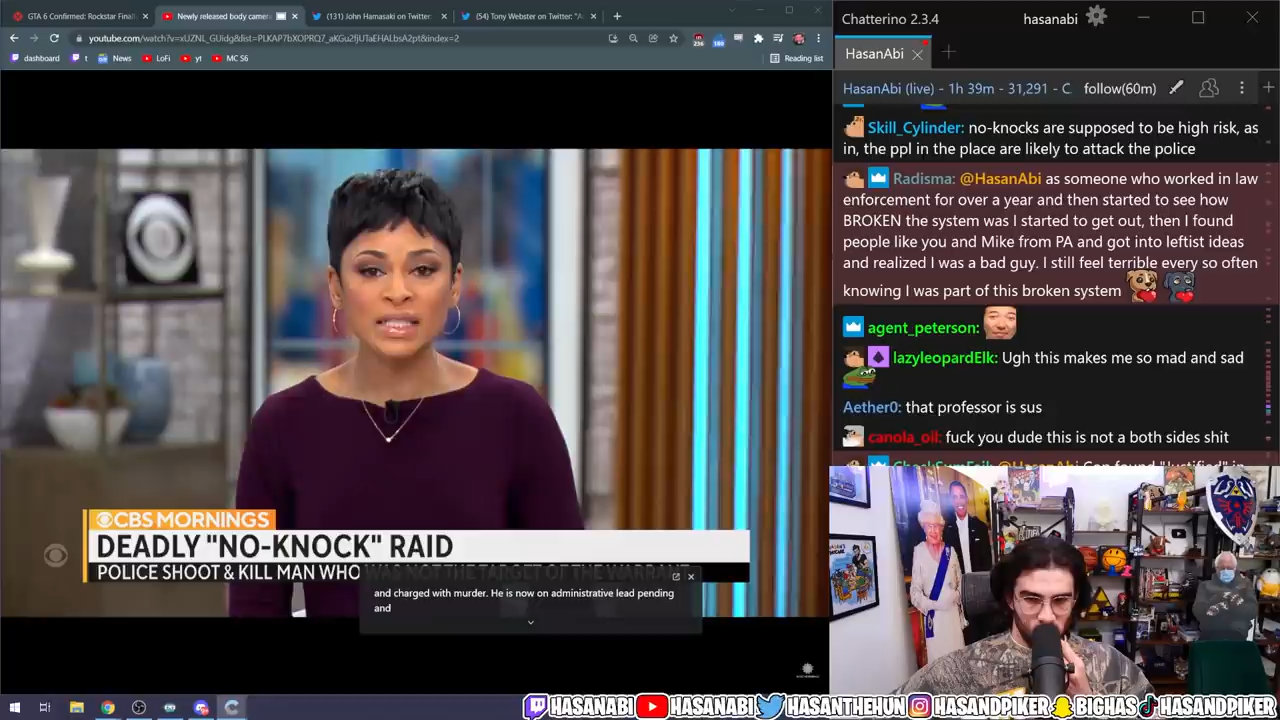 GTA 6 Confirmed: Rockstar Final
Newly released body camera
(131) John Hamasaki on Twitter:
(54) Tony Webster on Twitter: "A
youtube.com/watch?v=xUZNL_GUidg&list=PLKAP7bXOPRQ7_aKGu2fjUTaEHALbsA2pt&index=2
dashboard
t
News
LoFi
yt
MC S6
Reading list
CBS MORNINGS
DEADLY "NO-KNOCK" RAID
POLICE SHOOT & KILL MAN WHO WAS NOT THE TARGET OF THE WARRANT
and charged with murder. He is now on administrative lead pending
and
Chatterino 2.3.4
hasanabi
HasanAbi
HasanAbi (live) - 1h 39m - 31,291 - C
follow(60m)
Skill_Cylinder: no-knocks are supposed to be high risk, as
in, the ppl in the place are likely to attack the police
Radisma: @HasanAbi as someone who worked in law
enforcement for over a year and then started to see how
BROKEN the system was I started to get out, then I found
people like you and Mike from PA and got into leftist ideas
and realized I was a bad guy. I still feel terrible every so often
knowing I was part of this broken system
agent_peterson:
lazyleopardElk: Ugh this makes me so mad and sad
Aether0: that professor is sus
canola_oil: fuck you dude this is not a both sides shit
HASANABI
HASANABI
HASANTHEHUN
HASANDPIKER
BIGHAS
HASANDPIKER